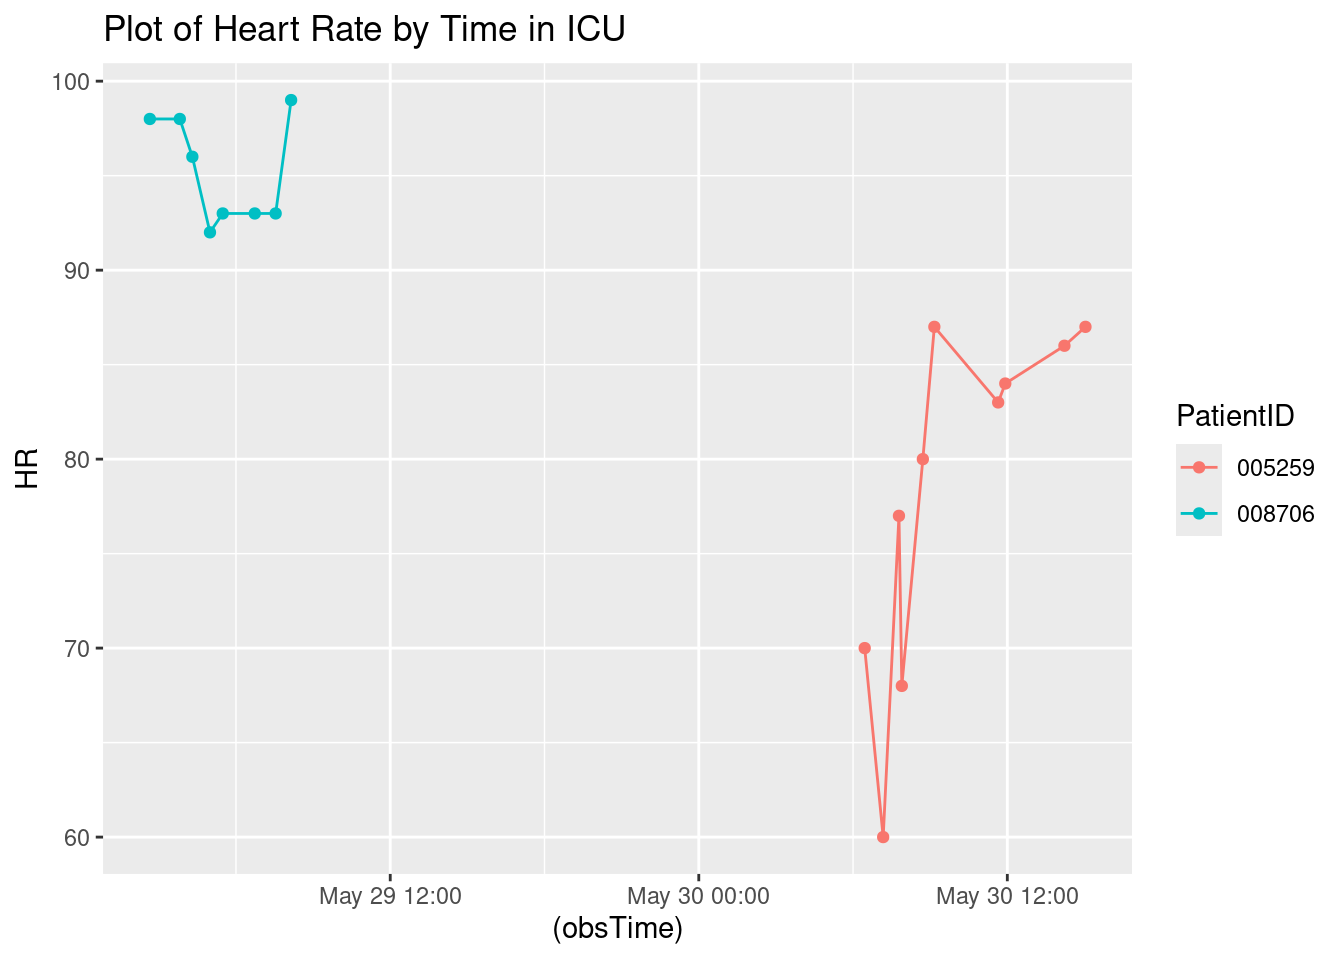 Plot of Heart Rate by Time in ICU
100
90
80
70
60
HR
May 29 12:00
May 30 00:00
May 30 12:00
(obsTime)
PatientID
005259
008706